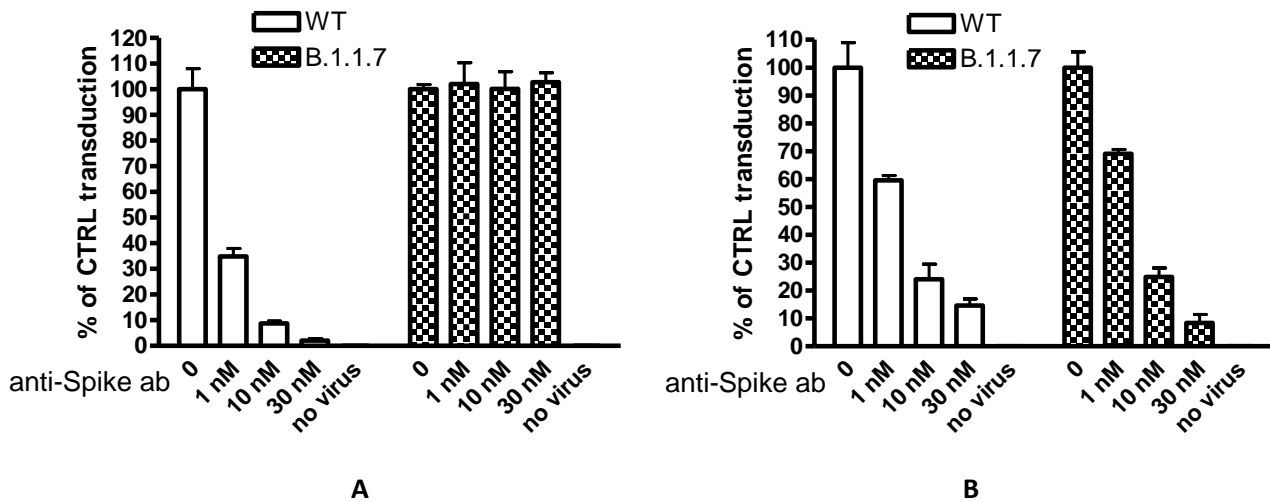 WT
B.1.1.7
% of CTRL transduction
120
110
100
90
80
70
60
50
40
30
20
10
0
anti-Spike ab
0
1 nM
10 nM
30 nM
no virus
0
1 nM
10 nM
30 nM
no virus
A
WT
B.1.1.7
% of CTRL transduction
110
100
90
80
70
60
50
40
30
20
10
0
anti-Spike ab
0
1 nM
10 nM
30 nM
no virus
0
1 nM
10 nM
30 nM
no virus
B